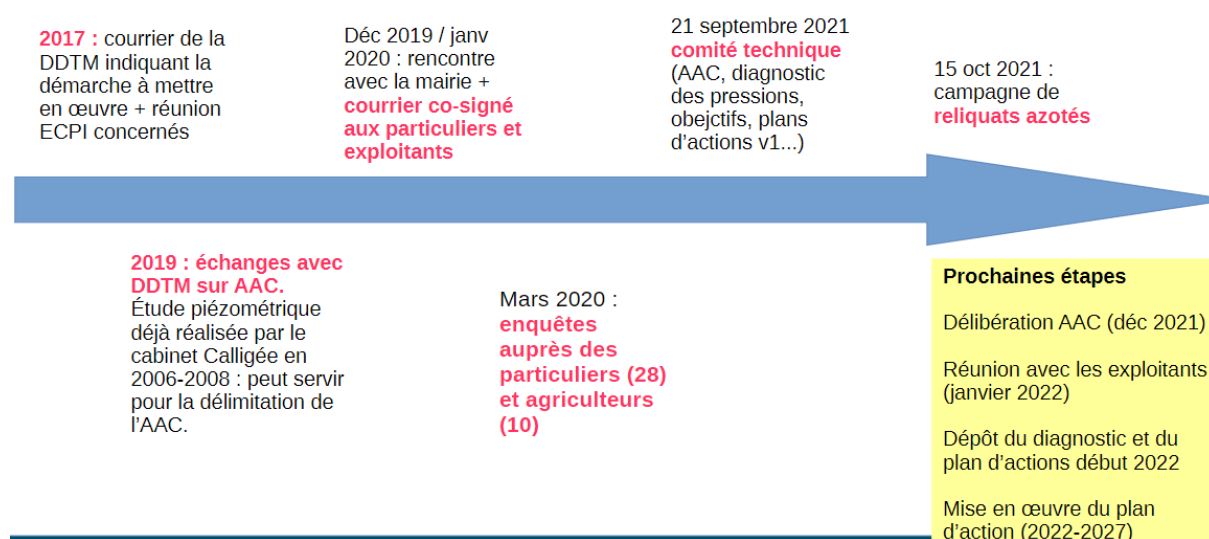 2017 : courrier de la
DDTM indiquant la
démarche à mettre
en œuvre + réunion
ECPI concernés
Déc 2019 / janv
2020 : rencontre
avec la mairie +
courrier co-signé
aux particuliers et
exploitants
21 septembre 2021
comité technique
(AAC, diagnostic
des pressions,
obejctifs, plans
d'actions v1...)
15 oct 2021 :
campagne de
reliquats azotés
2019 : échanges avec
DDTM sur AAC.
Étude piézométrique
déjà réalisée par le
cabinet Calligée en
2006-2008 : peut servir
pour la délimitation de
l'AAC.
Mars 2020 :
enquêtes
auprès des
particuliers (28)
et agriculteurs
(10)
Prochaines étapes
Délibération AAC (déc 2021)
Réunion avec les exploitants
(janvier 2022)
Dépôt du diagnostic et du
plan d'actions début 2022
Mise en œuvre du plan
d'action (2022-2027)